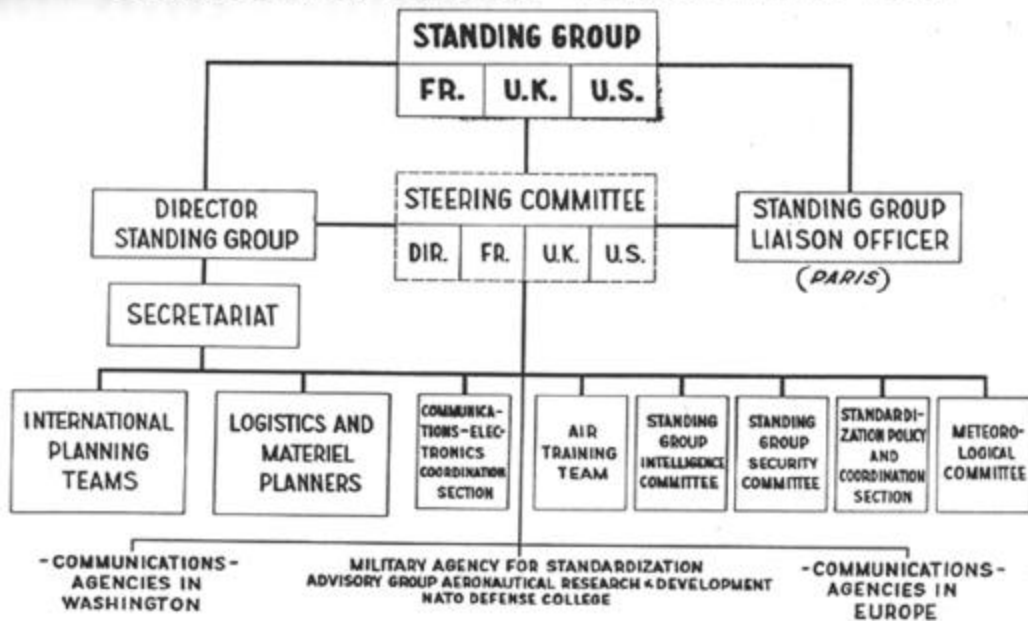 STANDING GROUP
FR. U.K. U.S.
DIRECTOR
STANDING GROUP
STEERING COMMITTEE
DIR. FR. U.K. U.S.
STANDING GROUP
LIAISON OFFICER
(PARIS)
SECRETARIAT
INTERNATIONAL
PLANNING
TEAMS
LOGISTICS AND
MATERIEL
PLANNERS
COMMUNICA-
TIONS-ELEC-
TRONICS
COORDINATION
SECTION
AIR
TRAINING
TEAM
STANDING
GROUP
INTELLIGENCE
COMMITTEE
STANDING
GROUP
SECURITY
COMMITTEE
STANDARDI-
ZATION POLICY
AND
COORDINATION
SECTION
METEORO-
LOGICAL
COMMITTEE
-COMMUNICATIONS-
AGENCIES IN
WASHINGTON
MILITARY AGENCY FOR STANDARDIZATION
ADVISORY GROUP AERONAUTICAL RESEARCH & DEVELOPMENT
NATO DEFENSE COLLEGE
-COMMUNICATIONS-
AGENCIES IN
EUROPE